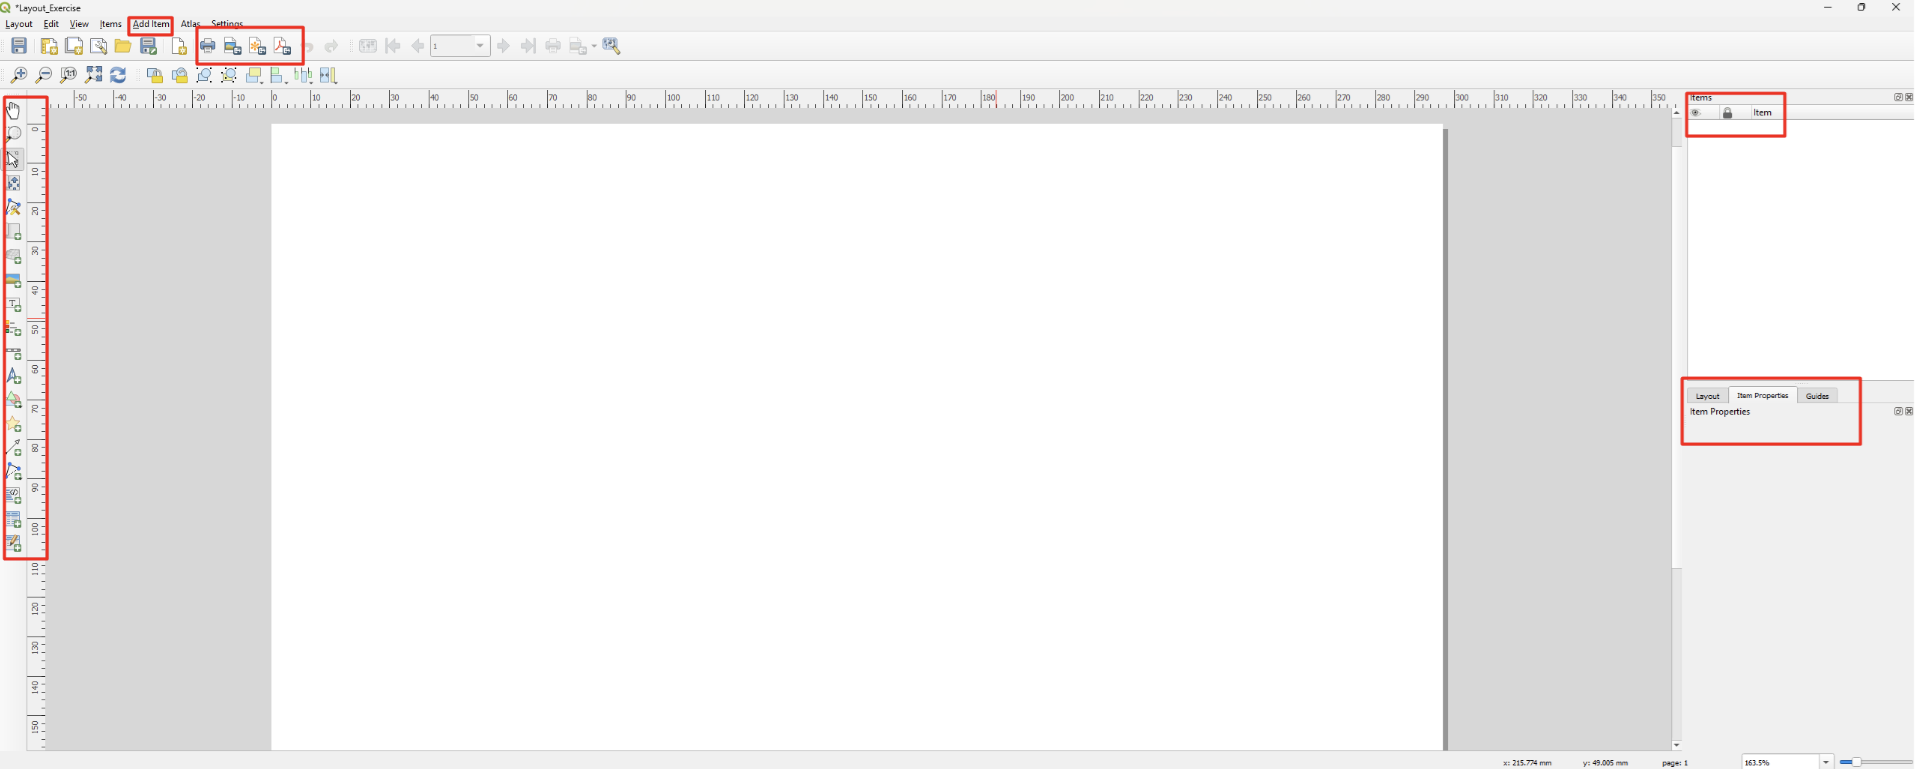 *Layout_Exercise
Layout Edit View Items Add Item Atlas Settings
1
-50 -40 -30 -20 -10 0 10 20 30 40 50 60 70 80 90 100 110 120 130 140 150 160 170 180 190 200 210 220 230 240 250 260 270 280 290 300 310 320 330 340 350
Items
Item
0
10
20
30
40
50
60
70
80
90
100
110
120
130
140
150
Layout Item Properties Guides
Item Properties
x: 215.774 mm y: 49.005 mm page: 1 163.5%